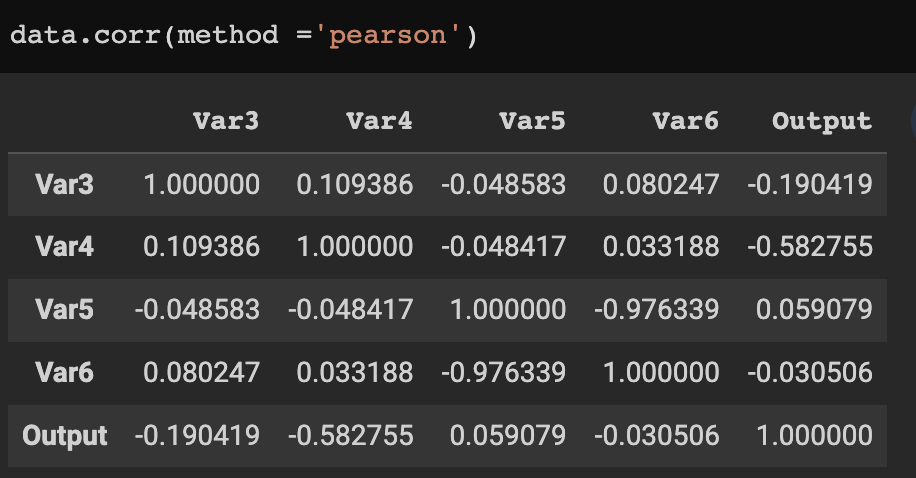 data.corr(method ='pearson')
Var3 Var4 Var5 Var6 Output
Var3 1.000000 0.109386 -0.048583 0.080247 -0.190419
Var4 0.109386 1.000000 -0.048417 0.033188 -0.582755
Var5 -0.048583 -0.048417 1.000000 -0.976339 0.059079
Var6 0.080247 0.033188 -0.976339 1.000000 -0.030506
Output -0.190419 -0.582755 0.059079 -0.030506 1.000000